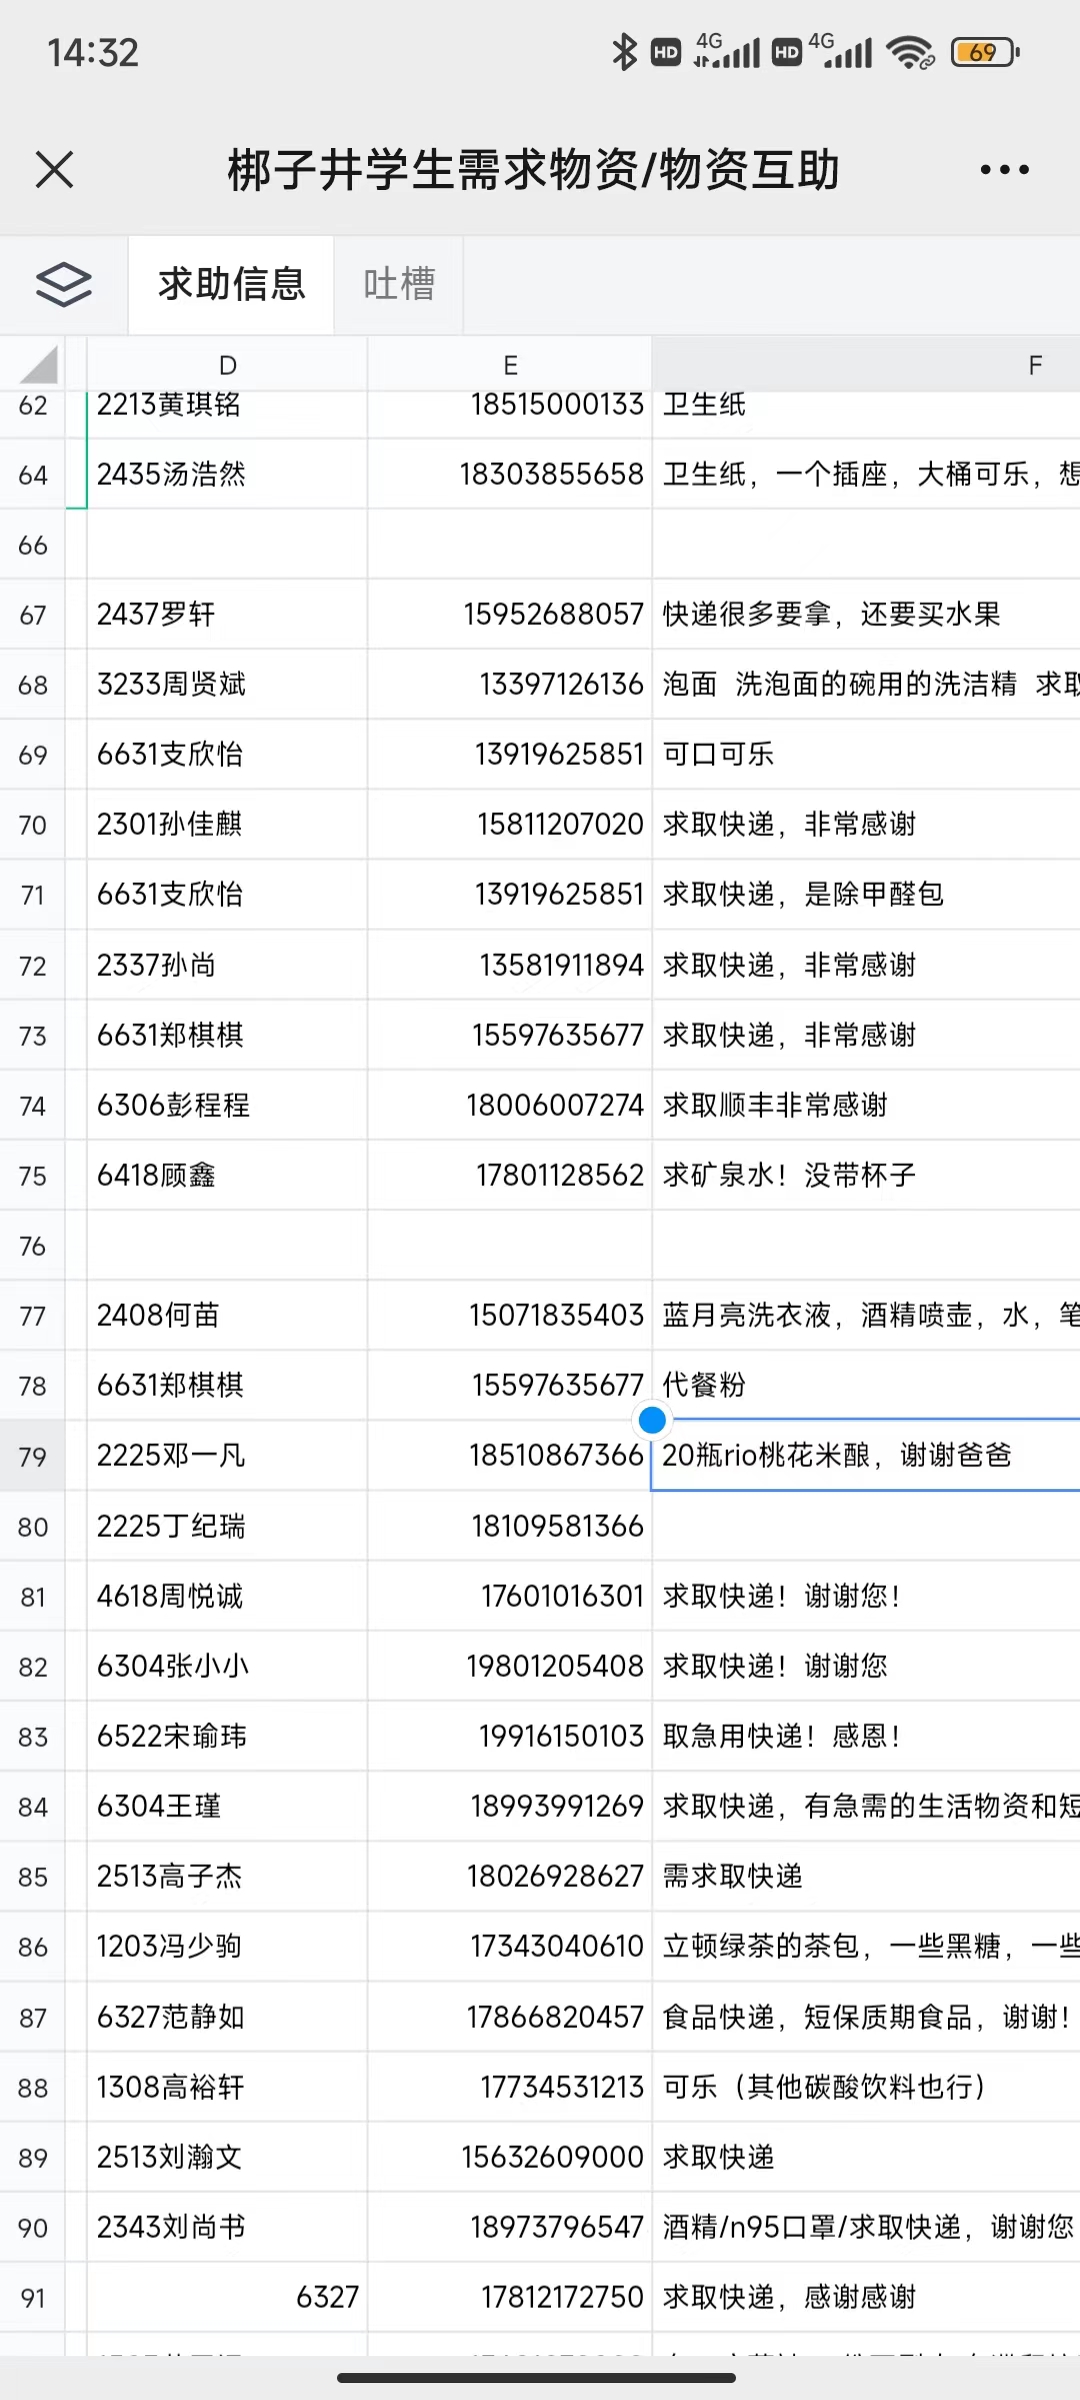 14:32
HD 4G HD 4G 69
梆子井学生需求物资/物资互助
求助信息 吐槽
D E F
62 2213黄琪铭 18515000133 卫生纸
64 2435汤浩然 18303855658 卫生纸，一个插座，大桶可乐，想
66
67 2437罗轩 15952688057 快递很多要拿，还要买水果
68 3233周贤斌 13397126136 泡面 洗泡面的碗用的洗洁精 求取
69 6631支欣怡 13919625851 可口可乐
70 2301孙佳麒 15811207020 求取快递，非常感谢
71 6631支欣怡 13919625851 求取快递，是除甲醛包
72 2337孙尚 13581911894 求取快递，非常感谢
73 6631郑棋棋 15597635677 求取快递，非常感谢
74 6306彭程程 18006007274 求取顺丰非常感谢
75 6418顾鑫 17801128562 求矿泉水！没带杯子
76
77 2408何苗 15071835403 蓝月亮洗衣液，酒精喷壶，水，笔
78 6631郑棋棋 15597635677 代餐粉
79 2225邓一凡 18510867366 20瓶rio桃花米酿，谢谢爸爸
80 2225丁纪瑞 18109581366
81 4618周悦诚 17601016301 求取快递！谢谢您！
82 6304张小小 19801205408 求取快递！谢谢您
83 6522宋瑜玮 19916150103 取急用快递！感恩！
84 6304王瑾 18993991269 求取快递，有急需的生活物资和短
85 2513高子杰 18026928627 需求取快递
86 1203冯少驹 17343040610 立顿绿茶的茶包，一些黑糖，一些
87 6327范静如 17866820457 食品快递，短保质期食品，谢谢！
88 1308高裕轩 17734531213 可乐（其他碳酸饮料也行）
89 2513刘瀚文 15632609000 求取快递
90 2343刘尚书 18973796547 酒精/n95口罩/求取快递，谢谢您
91 6327 17812172750 求取快递，感谢感谢